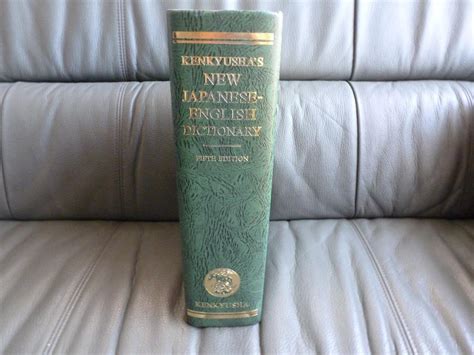 KENKYUSHA'S
NEW
JAPANESE-
ENGLISH
DICTIONARY
FIFTH EDITION
KENKYUSHA